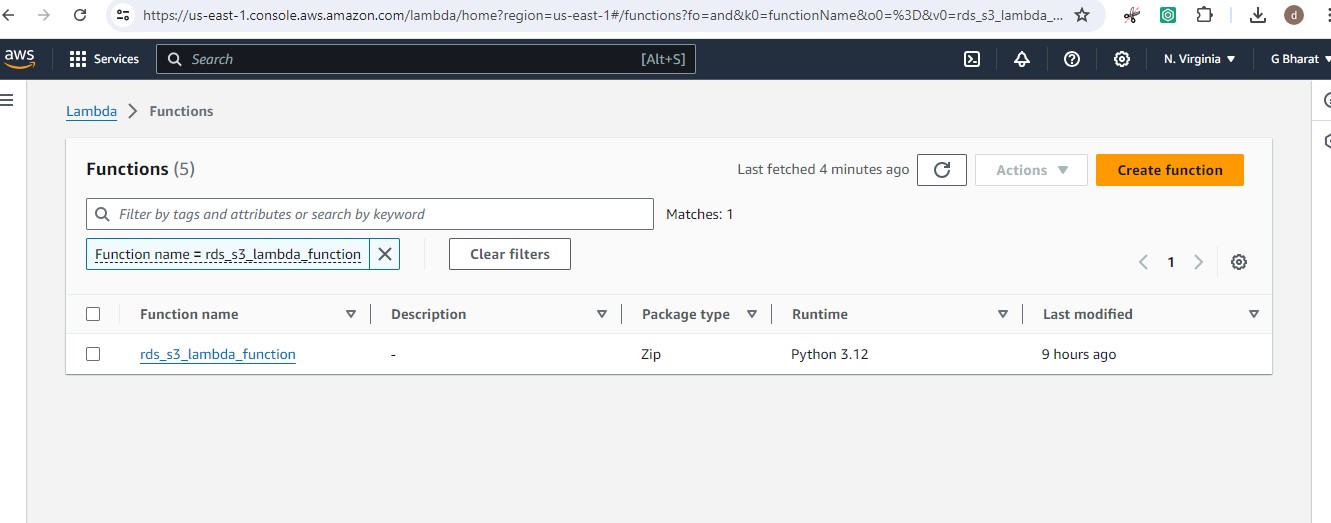 https://us-east-1.console.aws.amazon.com/lambda/home?region=us-east-1#/functions?fo=and&k0=functionName&o0=%3D&v0=rds_s3_lambda_... d
aws Services Search [Alt+S] N. Virginia G Bharat
Lambda Functions
Functions (5) Last fetched 4 minutes ago Actions Create function
Filter by tags and attributes or search by keyword Matches: 1
Function name = rds_s3_lambda_function Clear filters
1
Function name Description Package type Runtime Last modified
rds_s3_lambda_function - Zip Python 3.12 9 hours ago